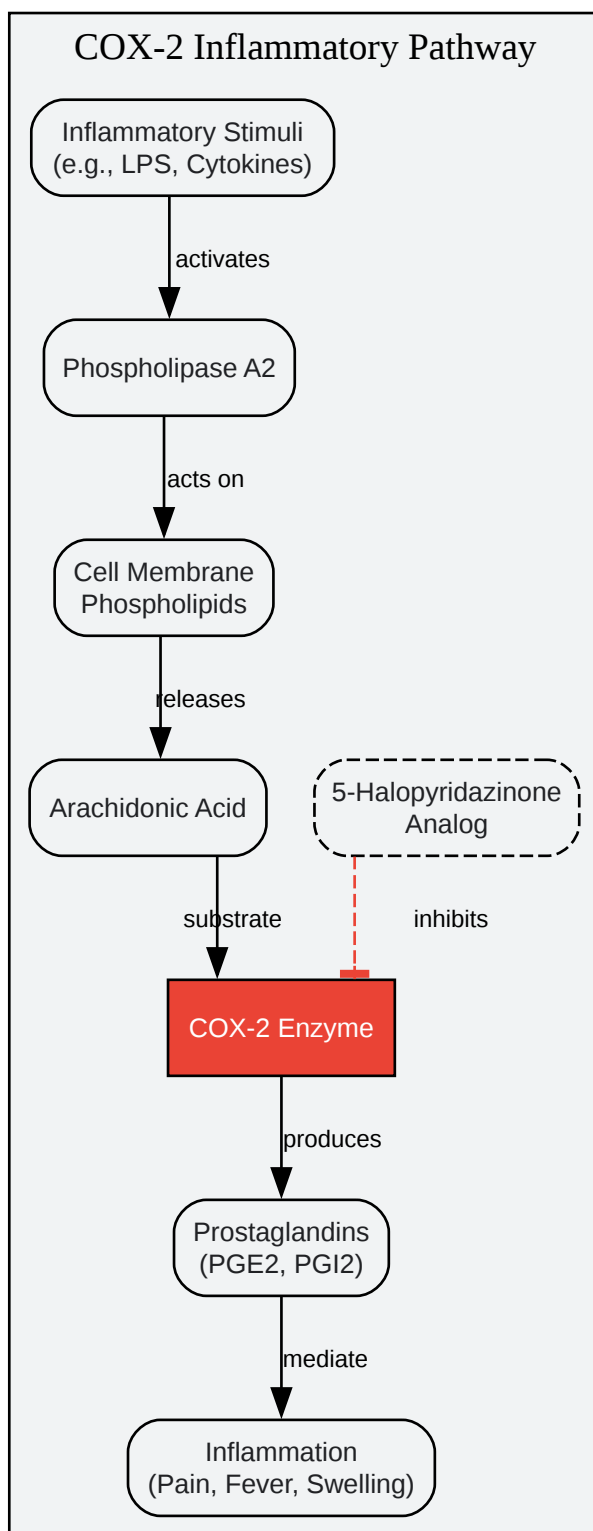 COX-2 Inflammatory Pathway
Inflammatory Stimuli
(e.g., LPS, Cytokines)
activates
Phospholipase A2
acts on
Cell Membrane
Phospholipids
releases
Arachidonic Acid
5-Halopyridazinone
Analog
substrate
inhibits
COX-2 Enzyme
produces
Prostaglandins
(PGE2, PGI2)
mediate
Inflammation
(Pain, Fever, Swelling)